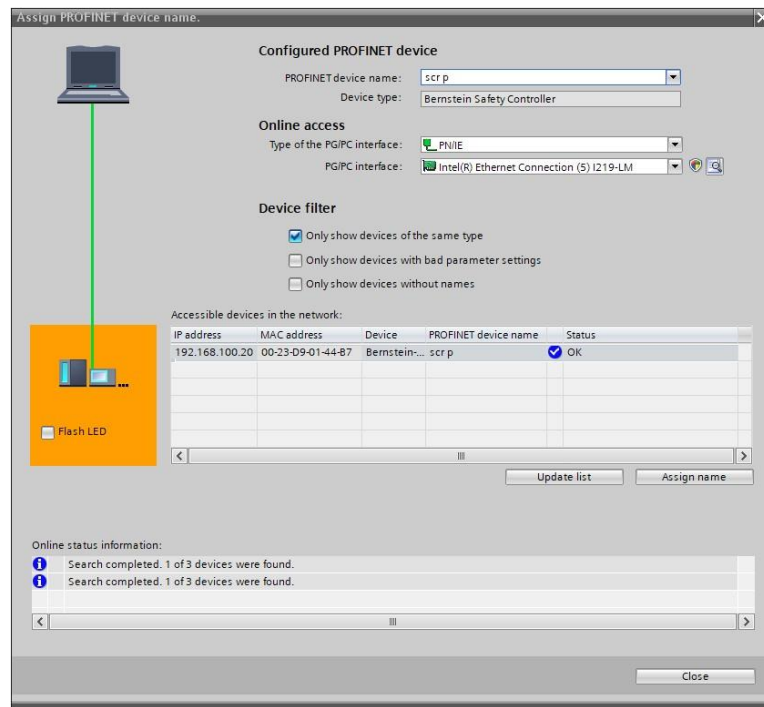 Assign PROFINET device name.
Configured PROFINET device
PROFINET device name: scr p
Device type: Bernstein Safety Controller
Online access
Type of the PG/PC interface: PN/IE
PG/PC interface: Intel(R) Ethernet Connection (5) I219-LM
Device filter
Only show devices of the same type
Only show devices with bad parameter settings
Only show devices without names
Accessible devices in the network:
IP address MAC address Device PROFINET device name Status
192.168.100.20 00-23-D9-01-44-B7 Bernstein-... scr p OK
Flash LED
Update list Assign name
Online status information:
Search completed. 1 of 3 devices were found.
Search completed. 1 of 3 devices were found.
Close